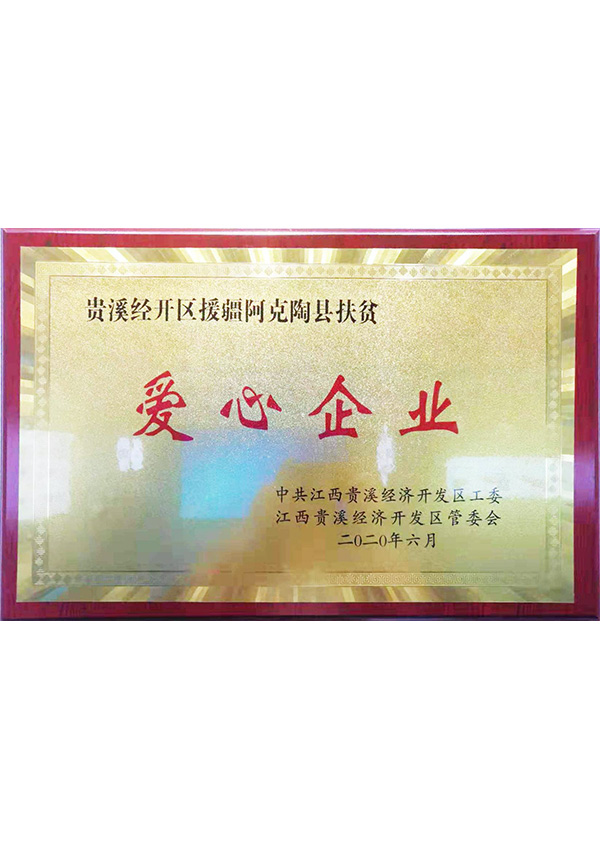 贵溪经开区援疆阿克陶县扶贫
爱心企业
中共江西贵溪经济开发区工委
江西贵溪经济开发区管委会
二〇二〇年六月